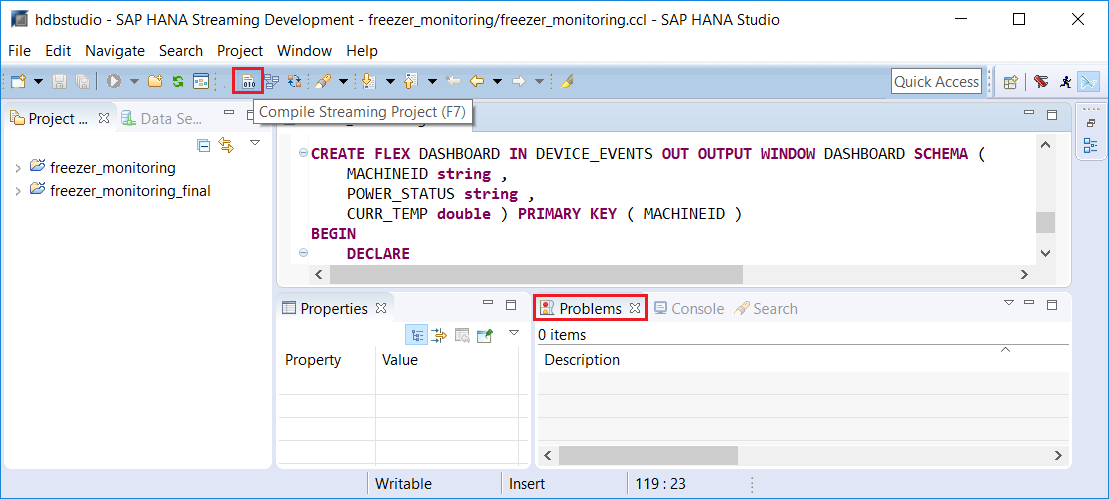 hdbstudio - SAP HANA Streaming Development - freezer_monitoring/freezer_monitoring.ccl - SAP HANA Studio
File Edit Navigate Search Project Window Help
010 Quick Access
Compile Streaming Project (F7)
Project ... Data Se...
freezer_monitoring
freezer_monitoring_final
CREATE FLEX DASHBOARD IN DEVICE_EVENTS OUT OUTPUT WINDOW DASHBOARD SCHEMA (
MACHINEID string ,
POWER_STATUS string ,
CURR_TEMP double ) PRIMARY KEY ( MACHINEID )
BEGIN
DECLARE
Properties
Property Value
Problems Console Search
0 items
Description
Writable Insert 119 : 23